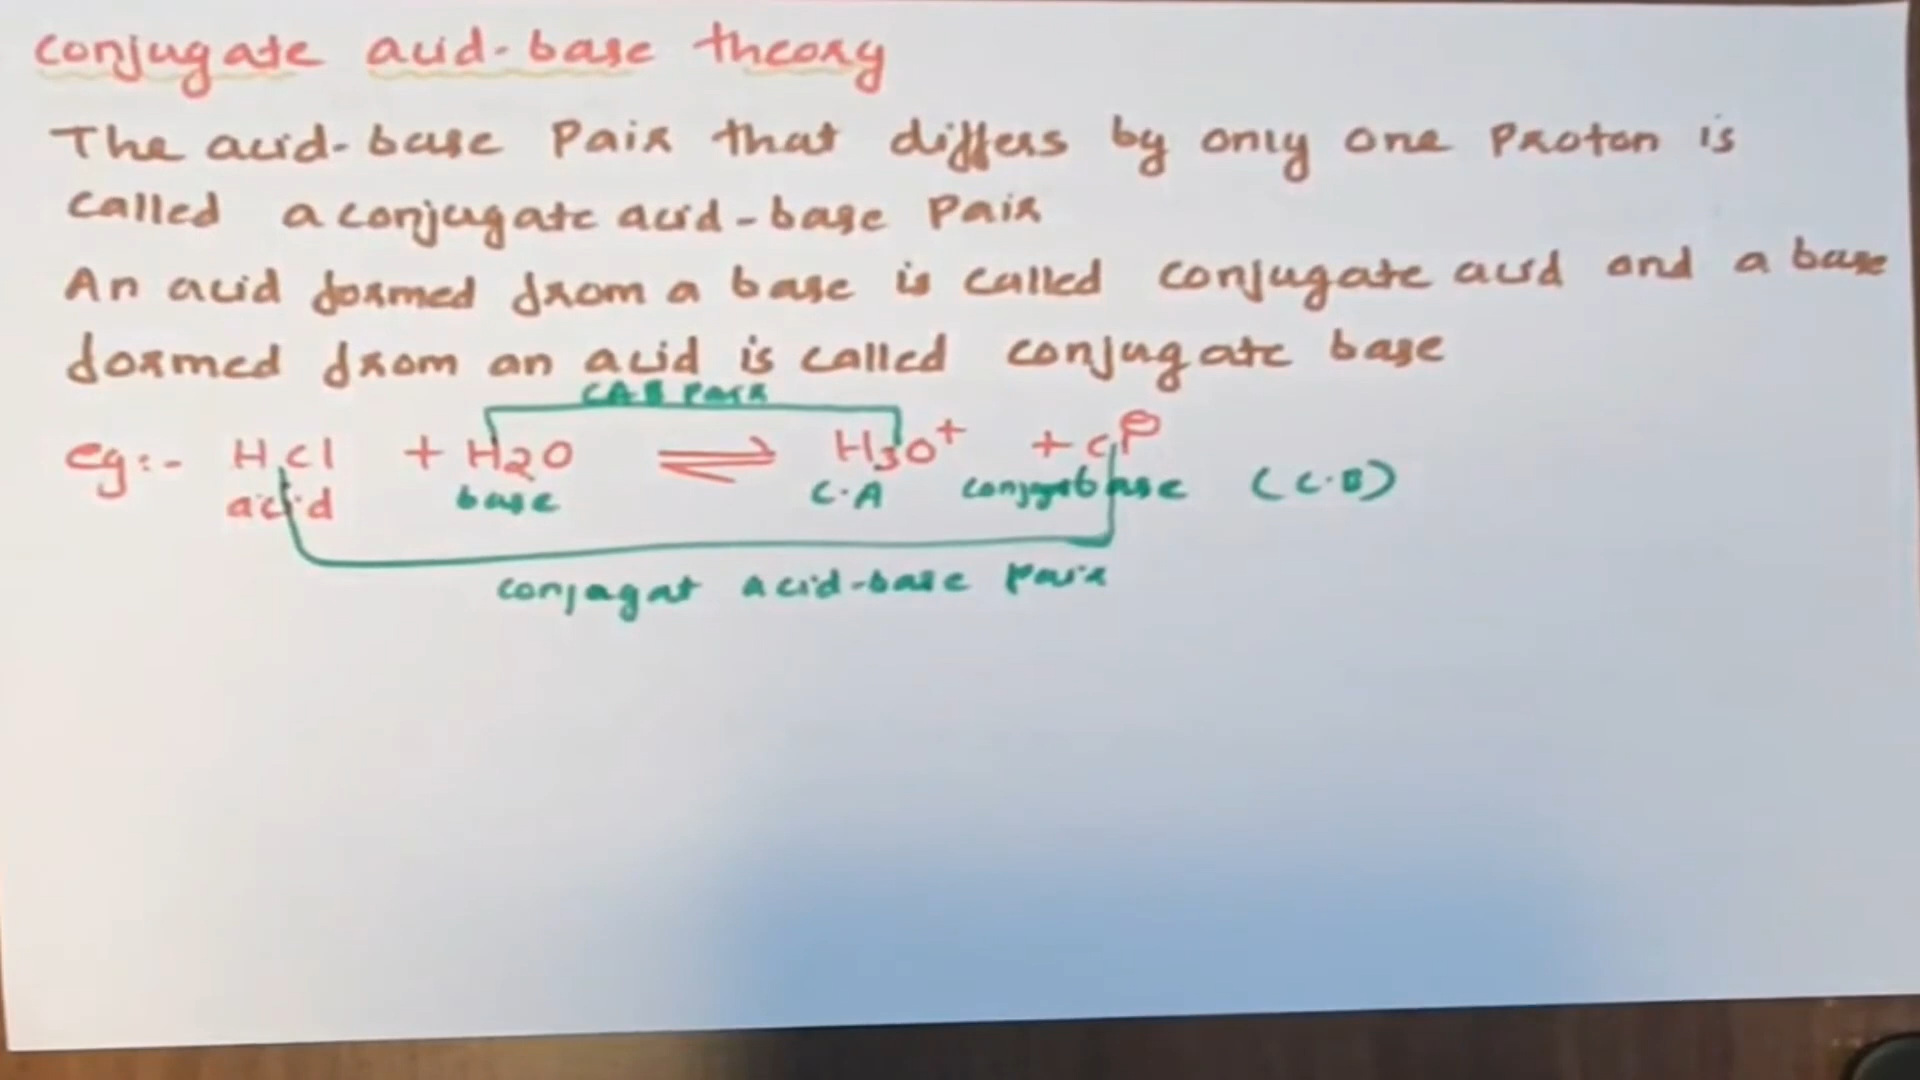 conjugate acid-base theory
The acid-base Pair that differs by only one Proton is
called a conjugate acid-base Pair
An acid formed from a base is called conjugate acid and a base
formed from an acid is called conjugate base
CAB Pair
eg:- HCl + H2O ⇌ H3O+ + Cl⊖
acid base C.A conjugate base (C.B)
conjagat acid-base pair